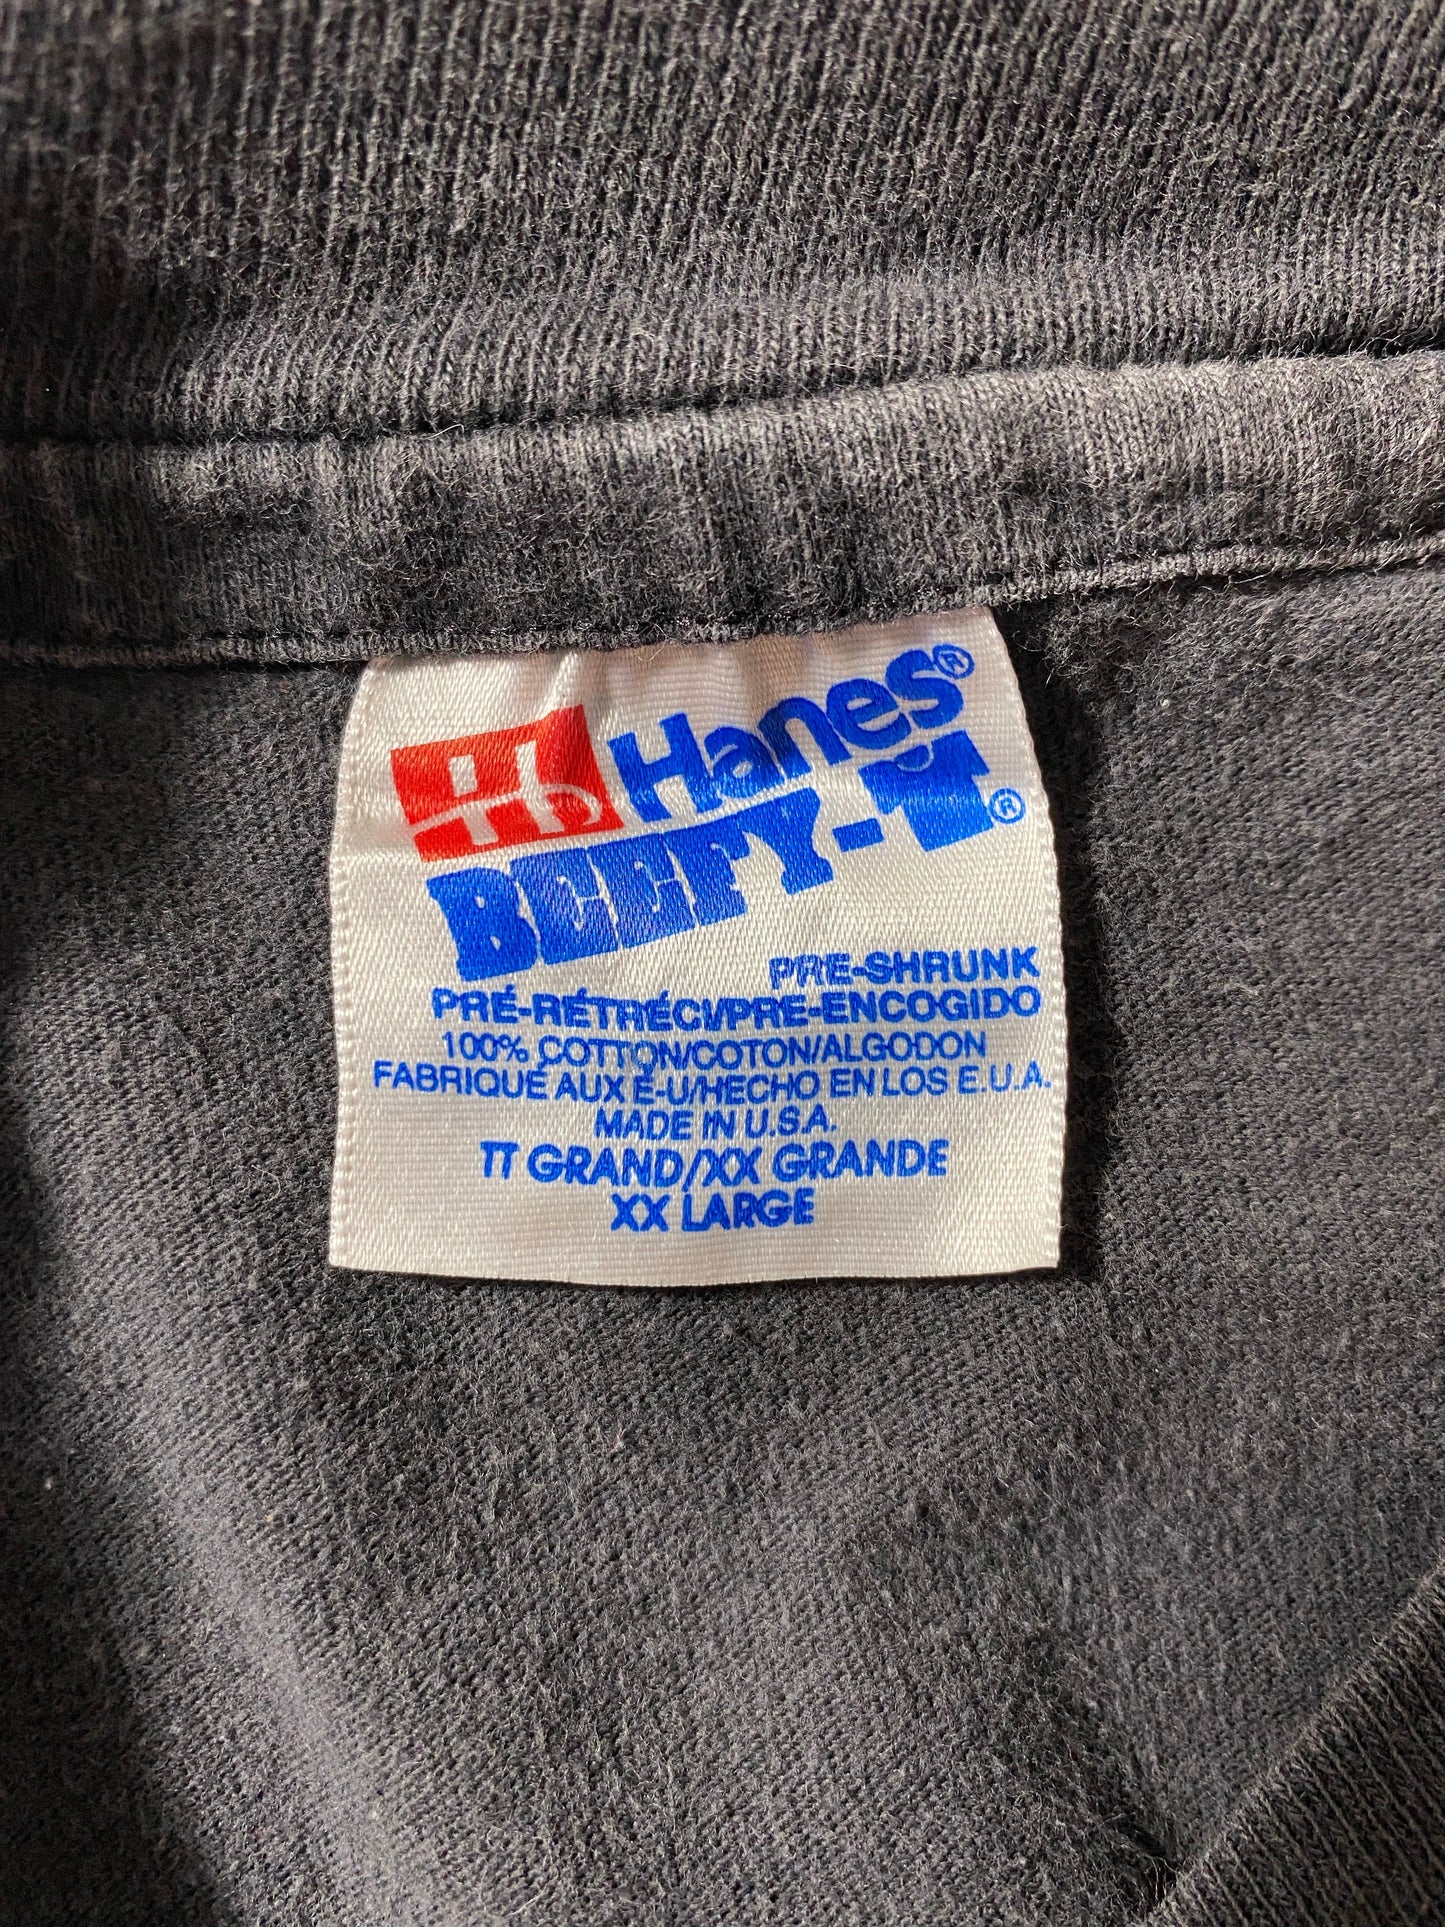 Hanes®
BEEFY-T®
PRE-SHRUNK
PRÉ-RÉTRÉCI/PRE-ENCOGIDO
100% COTTON/COTON/ALGODON
FABRIQUÉ AUX É-U/HECHO EN LOS E.U.A.
MADE IN U.S.A.
TT GRAND/XX GRANDE
XX LARGE